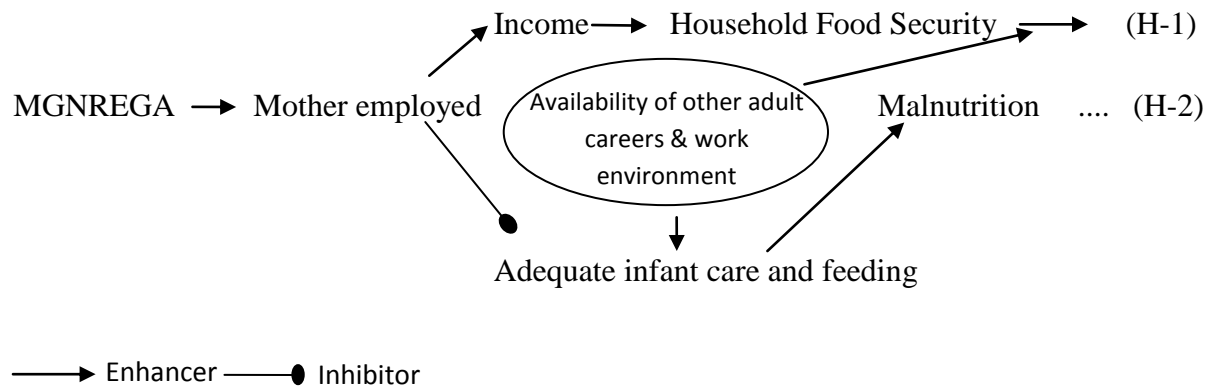 Income Household Food Security (H-1)
MGNREGA Mother employed Availability of other adult careers & work environment Malnutrition .... (H-2)
Adequate infant care and feeding
Enhancer Inhibitor